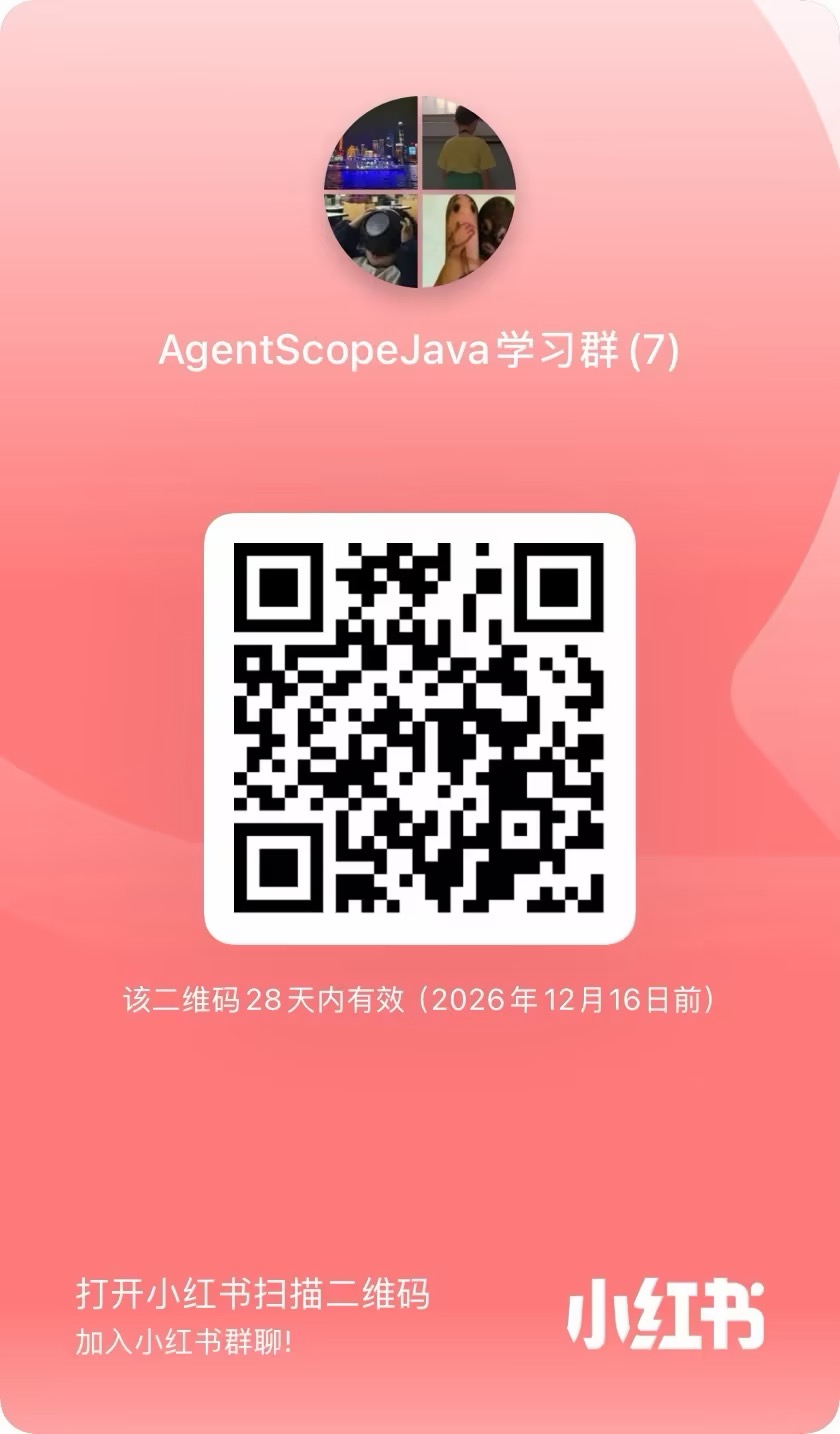 AgentScopeJava学习群(7)
该二维码28天内有效（2026年12月16日前）
打开小红书扫描二维码
加入小红书群聊!
小红书